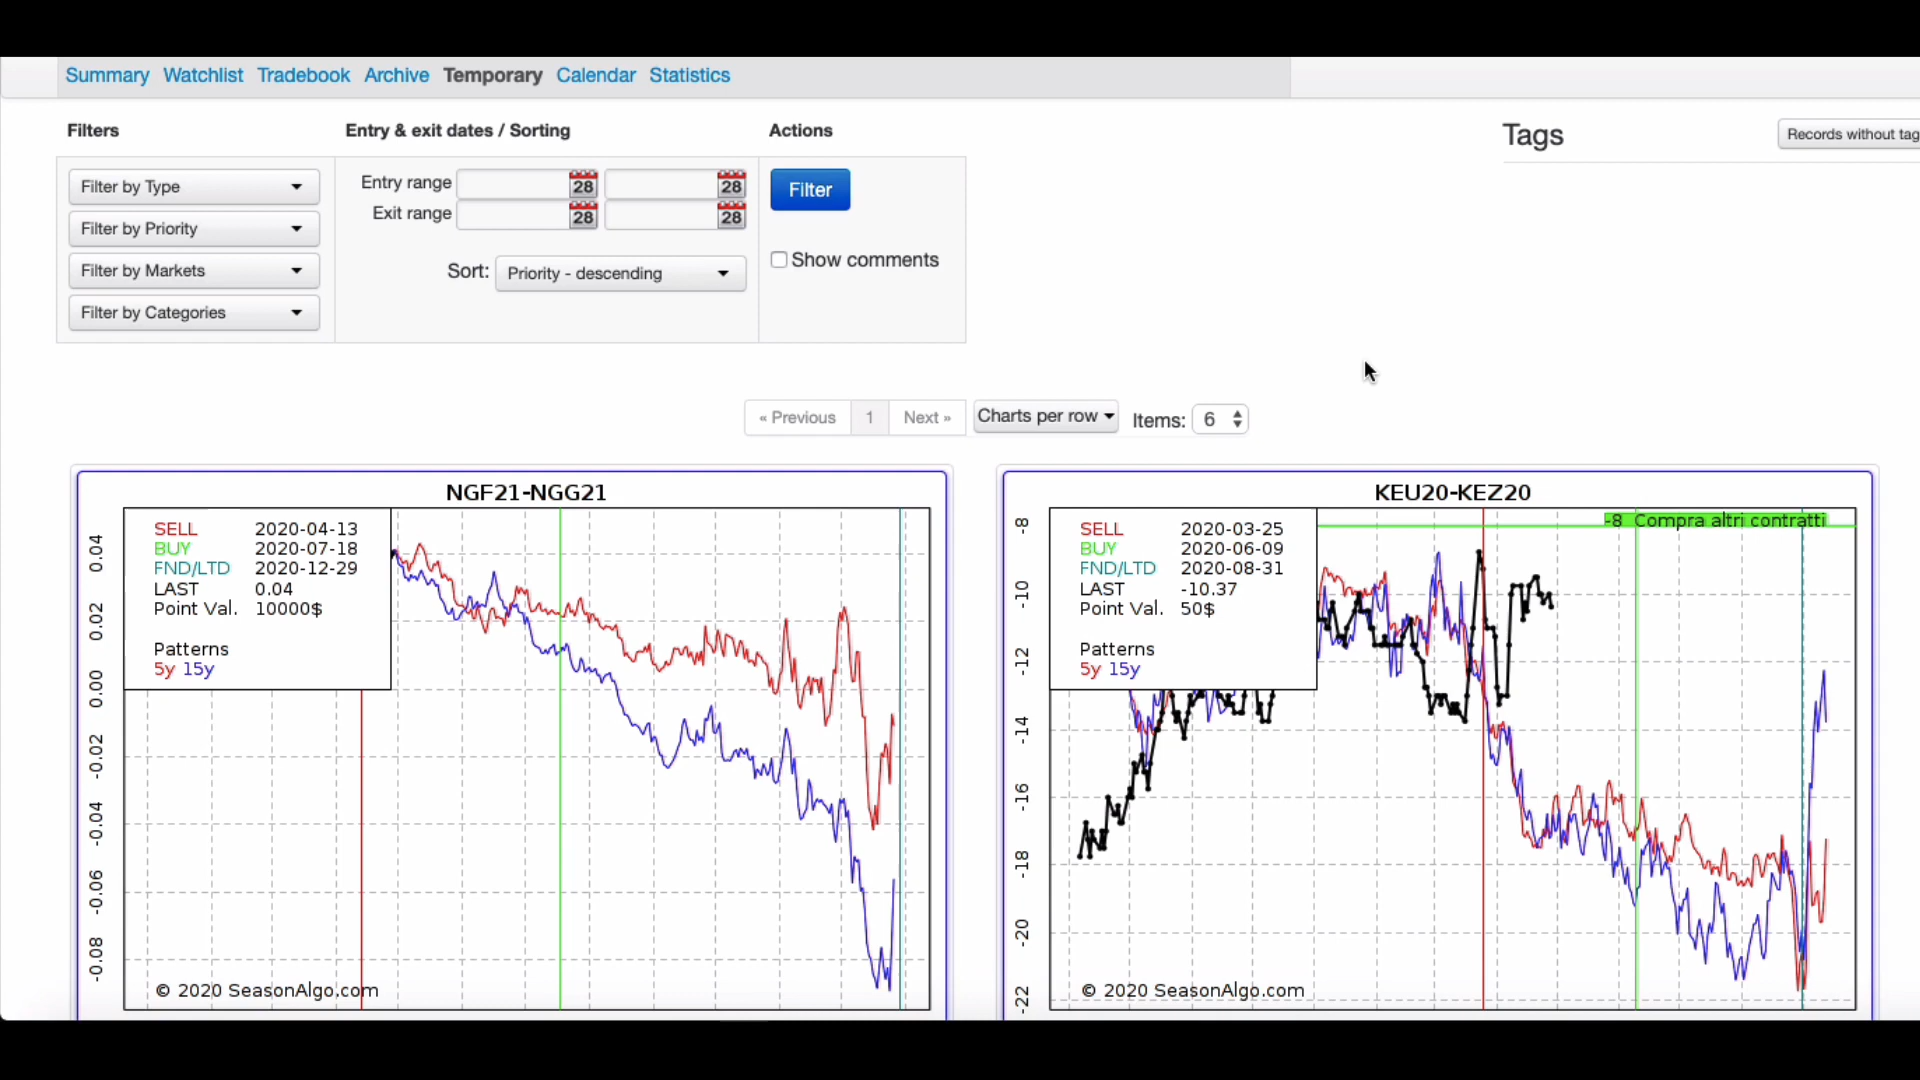 Summary Watchlist Tradebook Archive Temporary Calendar Statistics
Filters
Entry & exit dates / Sorting
Actions
Tags
Records without tag
Filter by Type
Filter by Priority
Filter by Markets
Filter by Categories
Entry range 28 28
Exit range 28 28
Sort: Priority - descending
Filter
Show comments
« Previous 1 Next » Charts per row Items: 6
NGF21-NGG21
SELL 2020-04-13
BUY 2020-07-18
FND/LTD 2020-12-29
LAST 0.04
Point Val. 10000$
Patterns
5y 15y
0.04
0.02
0.00
-0.02
-0.04
-0.06
-0.08
© 2020 SeasonAlgo.com
KEU20-KEZ20
-8 Compra altri contratti
SELL 2020-03-25
BUY 2020-06-09
FND/LTD 2020-08-31
LAST -10.37
Point Val. 50$
Patterns
5y 15y
-8
-10
-12
-14
-16
-18
-20
-22
© 2020 SeasonAlgo.com